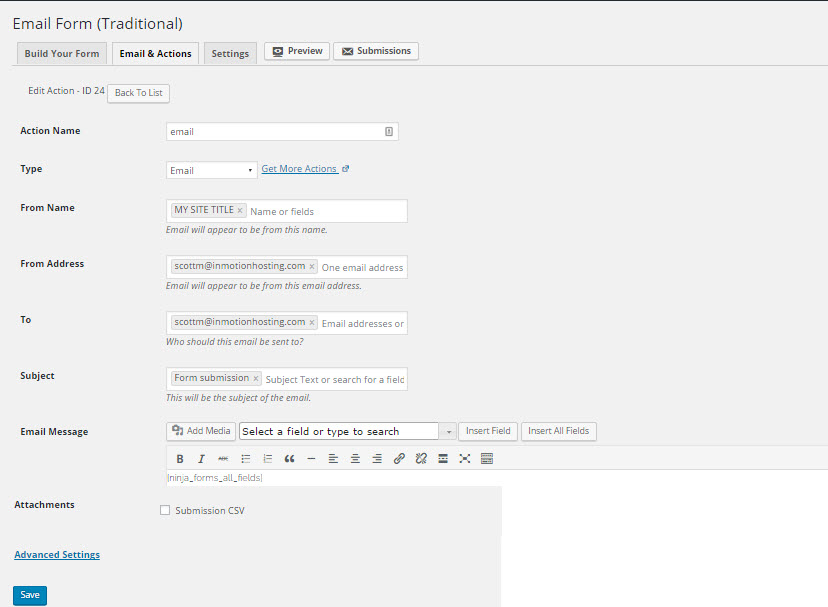 Email Form (Traditional)
Build Your Form Email & Actions Settings Preview Submissions
Edit Action - ID 24 Back To List
Action Name email
Type Email Get More Actions
From Name MY SITE TITLE × Name or fields
Email will appear to be from this name.
From Address scottm@inmotionhosting.com × One email address
Email will appear to be from this email address.
To scottm@inmotionhosting.com × Email addresses or
Who should this email be sent to?
Subject Form submission × Subject Text or search for a field
This will be the subject of the email.
Email Message Add Media Select a field or type to search Insert Field Insert All Fields
B I ABC
[ninja_forms_all_fields]
Attachments Submission CSV
Advanced Settings
Save